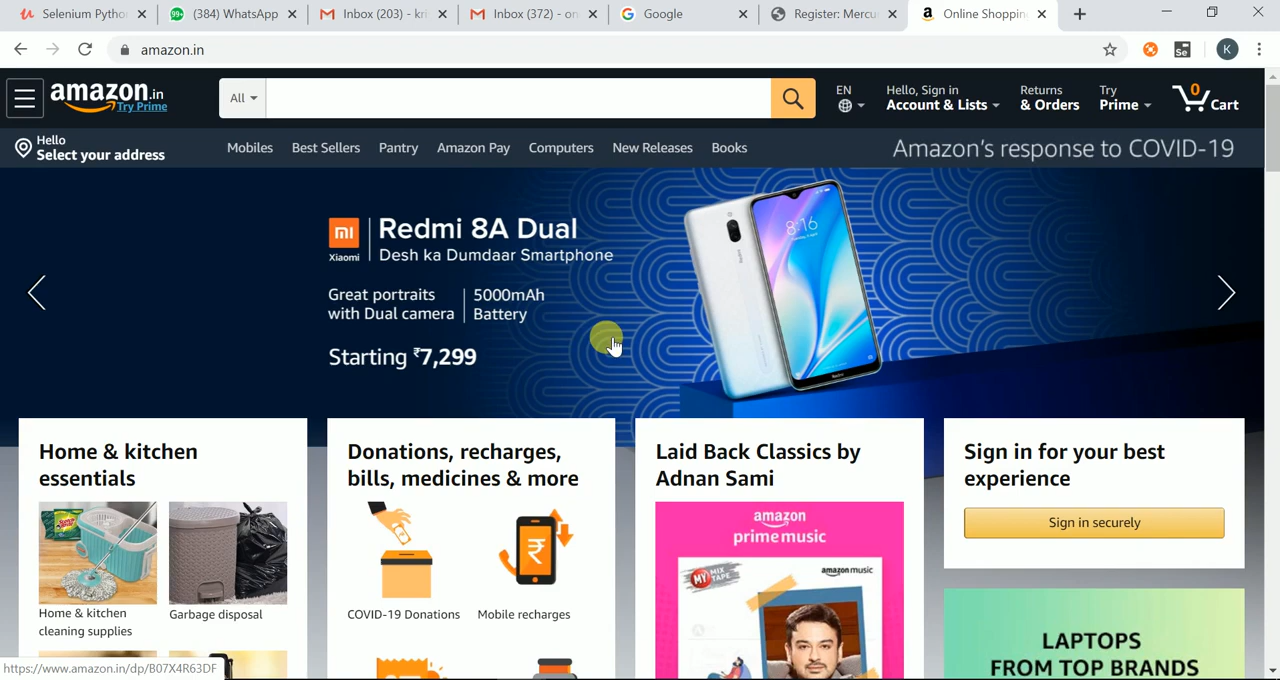 Selenium Pytho
(384) WhatsApp
Inbox (203) - kri
Inbox (372) - on
Google
Register: Mercu
Online Shoppin
amazon.in
Se
K
amazon.in
Try Prime
All
EN
Hello, Sign in
Account & Lists
Returns
& Orders
Try
Prime
0
Cart
Hello
Select your address
Mobiles
Best Sellers
Pantry
Amazon Pay
Computers
New Releases
Books
Amazon's response to COVID-19
mi
Xiaomi
Redmi 8A Dual
Desh ka Dumdaar Smartphone
Great portraits
with Dual camera
5000mAh
Battery
Starting ₹7,299
8:16
Home & kitchen
essentials
Home & kitchen
cleaning supplies
Garbage disposal
Donations, recharges,
bills, medicines & more
COVID-19 Donations
Mobile recharges
Laid Back Classics by
Adnan Sami
amazon
prime music
MY MIX
TAPE
amazon music
Sign in for your best
experience
Sign in securely
LAPTOPS
FROM TOP BRANDS
https://www.amazon.in/dp/B07X4R63DF